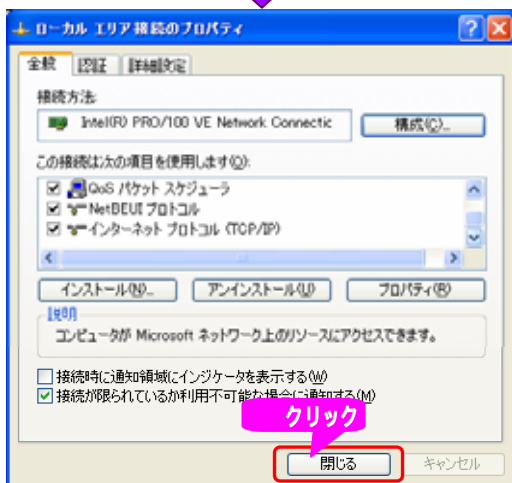 ローカル エリア接続のプロパティ
全般 認証 詳細設定
接続方法:
Intel(R) PRO/100 VE Network Connectic
構成(C)...
この接続は次の項目を使用します(O):
QoS パケット スケジューラ
NetBEUI プロトコル
インターネット プロトコル (TCP/IP)
インストール(N)... アンインストール(U) プロパティ(R)
説明
コンピュータが Microsoft ネットワーク上のリソースにアクセスできます。
接続時に通知領域にインジケータを表示する(W)
接続が限られているか利用不可能な場合に通知する(M)
クリック
閉じる キャンセル